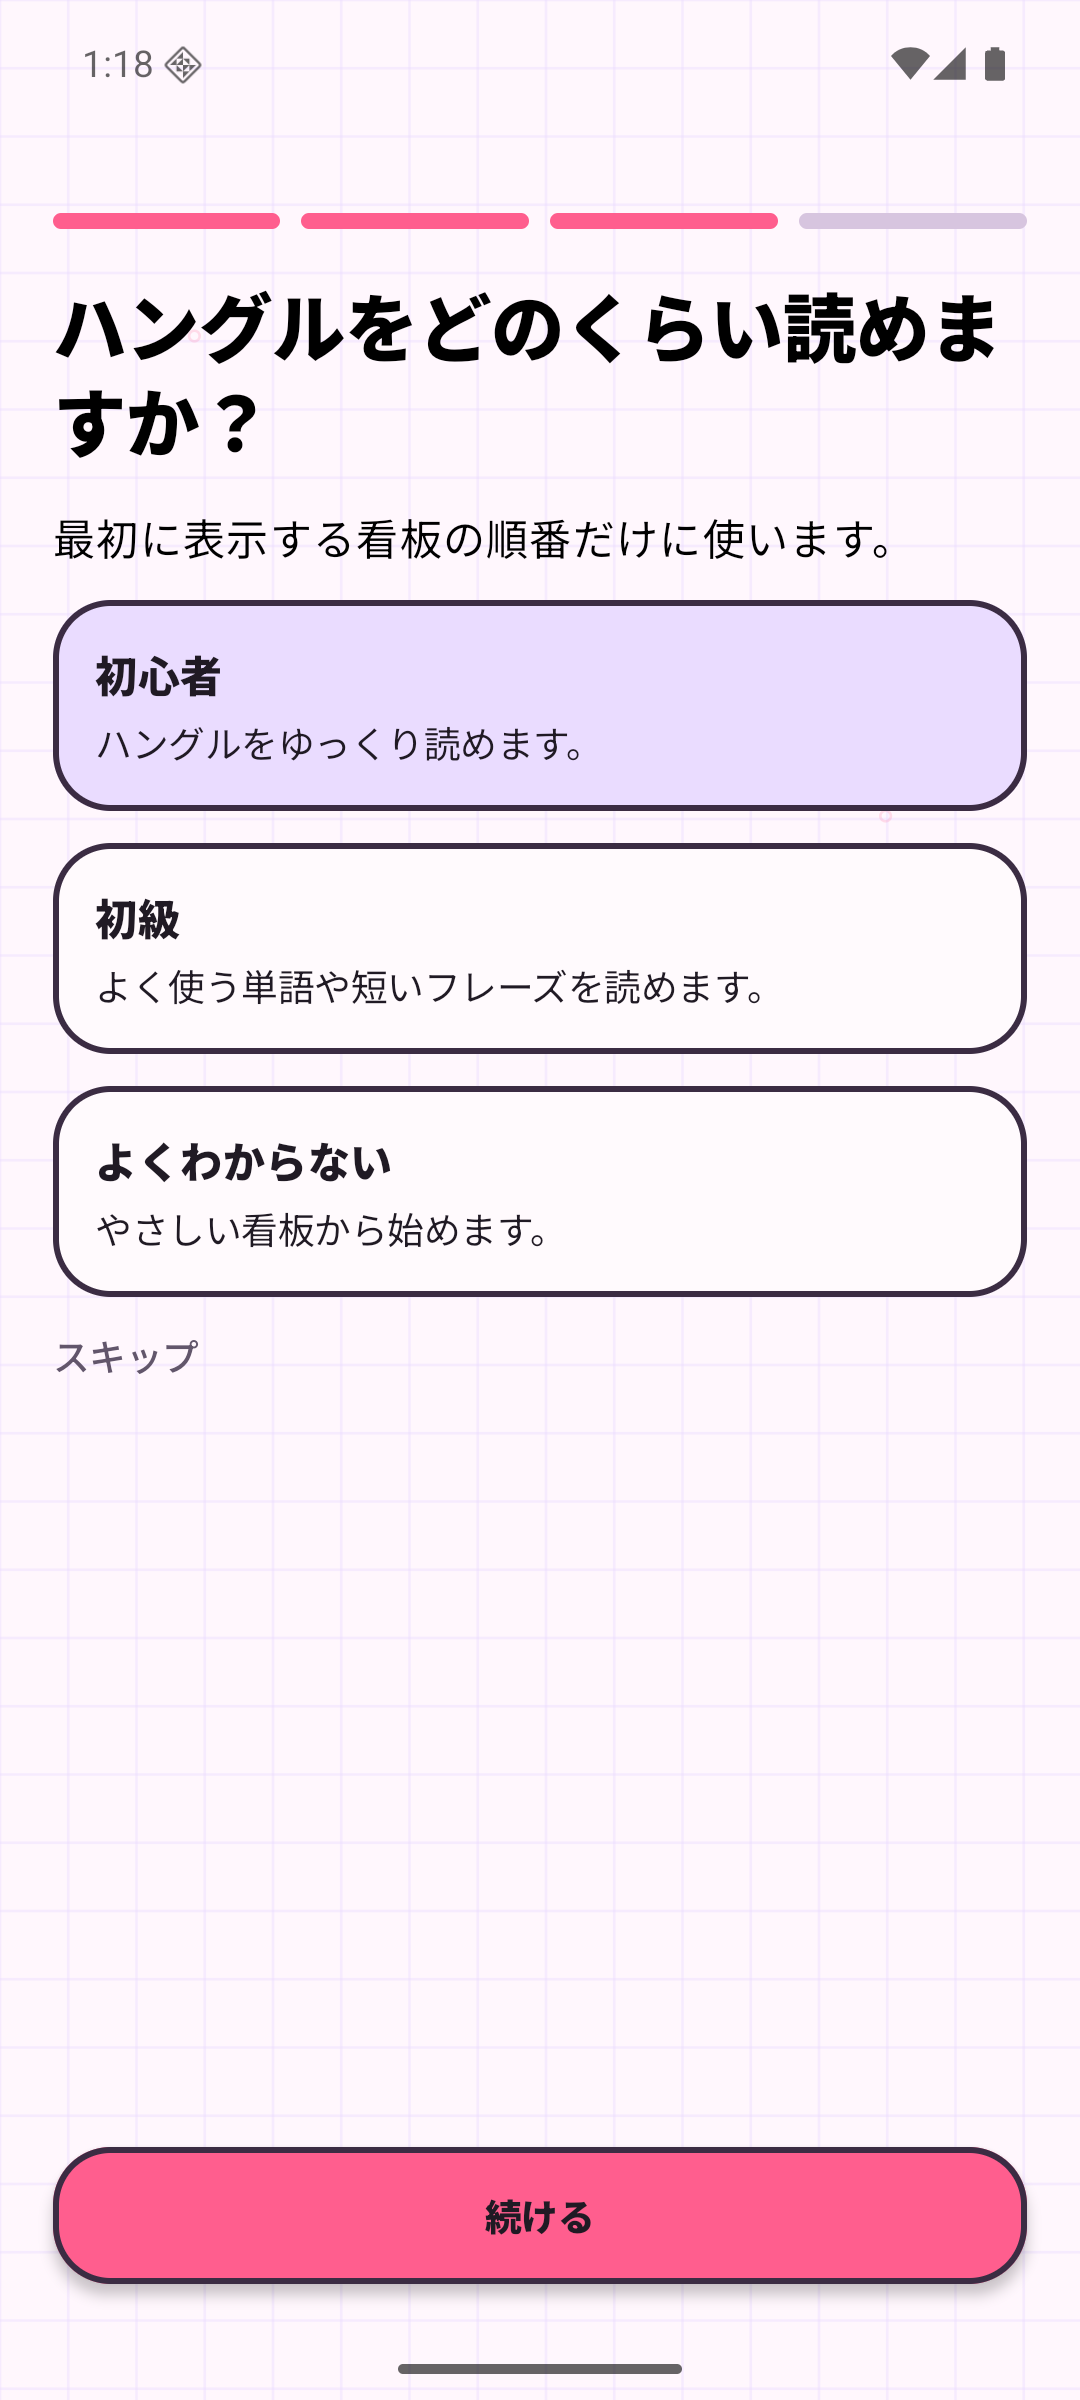 1:18
ハングルをどのくらい読めま
すか？
最初に表示する看板の順番だけに使います。
初心者
ハングルをゆっくり読めます。
初級
よく使う単語や短いフレーズを読めます。
よくわからない
やさしい看板から始めます。
スキップ
続ける